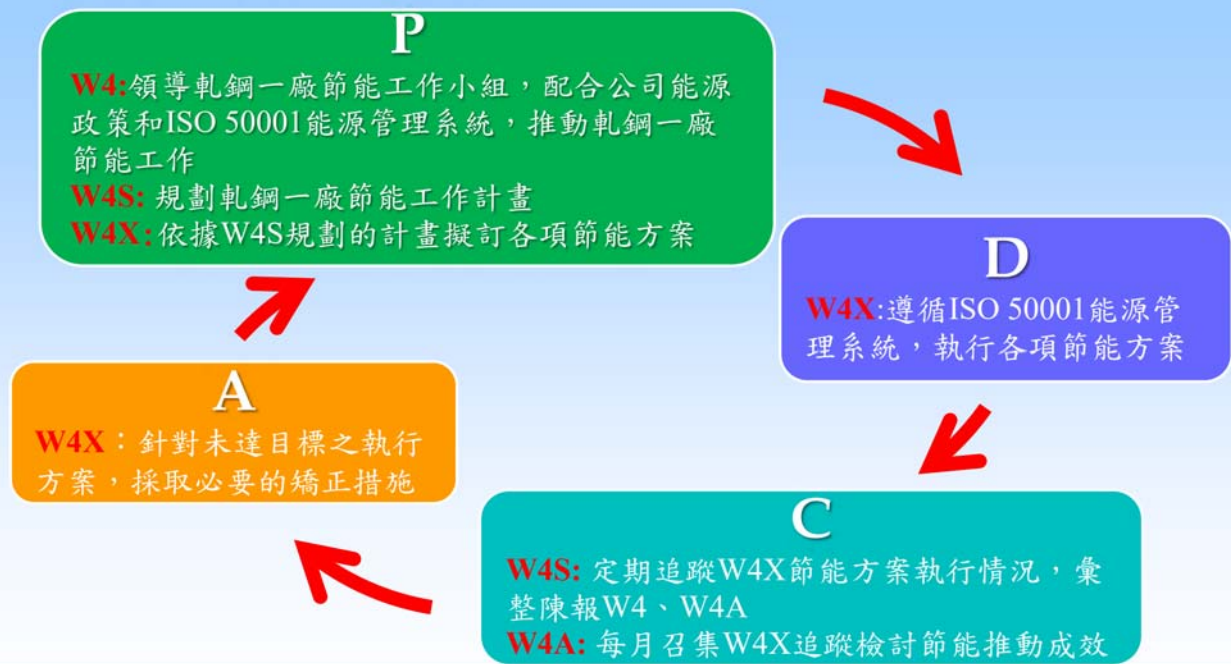 P
W4:領導軋鋼一廠節能工作小組，配合公司能源
政策和ISO 50001能源管理系統，推動軋鋼一廠
節能工作
W4S: 規劃軋鋼一廠節能工作計畫
W4X:依據W4S規劃的計畫擬訂各項節能方案
D
W4X:遵循ISO 50001能源管
理系統，執行各項節能方案
C
W4S: 定期追蹤W4X節能方案執行情況，彙
整陳報W4、W4A
W4A: 每月召集W4X追蹤檢討節能推動成效
A
W4X：針對未達目標之執行
方案，採取必要的矯正措施